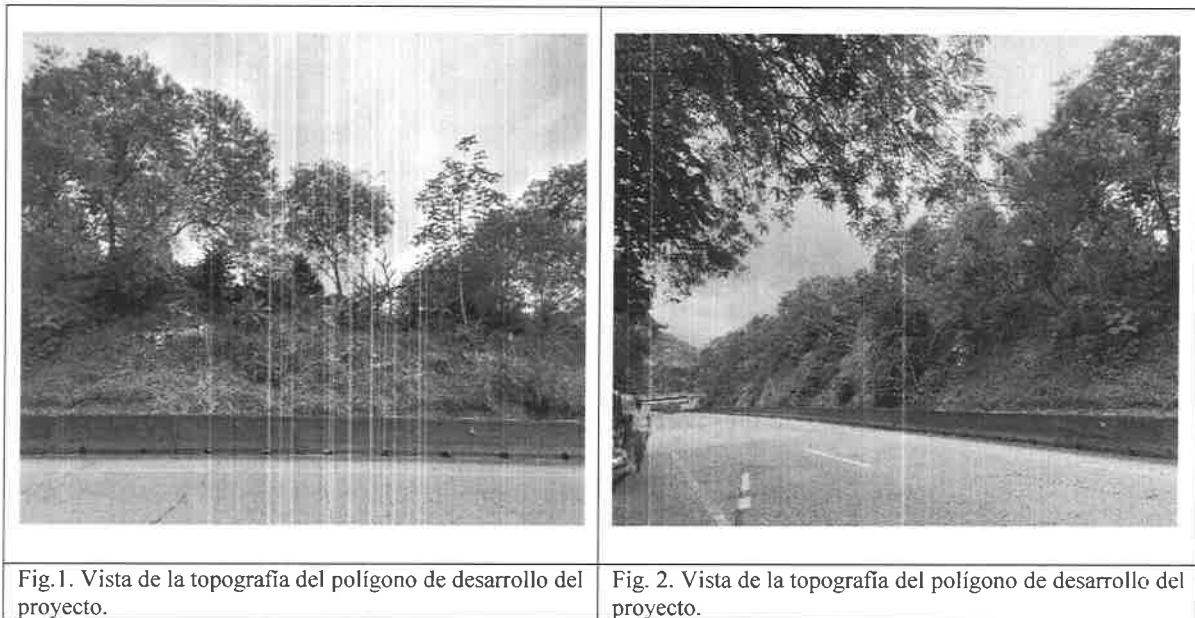 Fig.1. Vista de la topografía del polígono de desarrollo del
proyecto.
Fig. 2. Vista de la topografía del polígono de desarrollo del
proyecto.